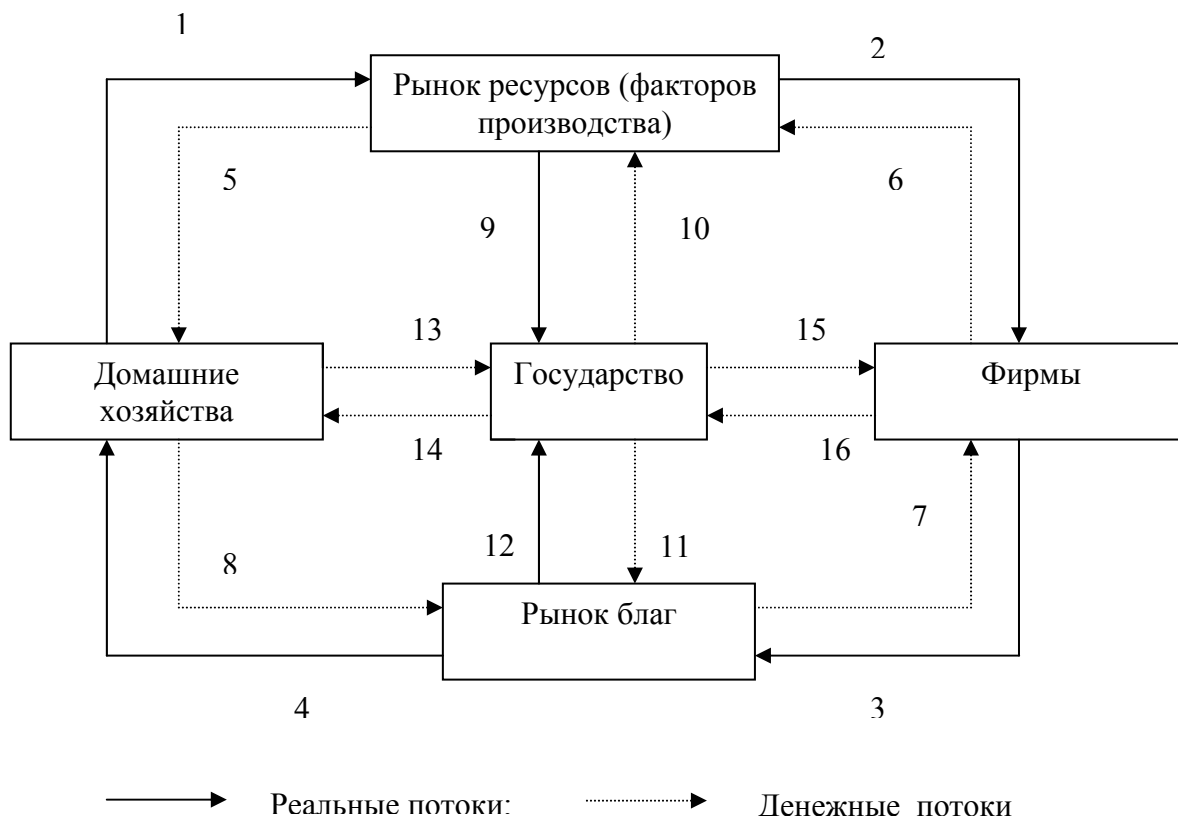 1
2
Рынок ресурсов (факторов
производства)
5
6
9
10
13
15
Домашние
хозяйства
Государство
Фирмы
14
16
7
8
12
11
Рынок благ
4
3
Реальные потоки;
Денежные потоки